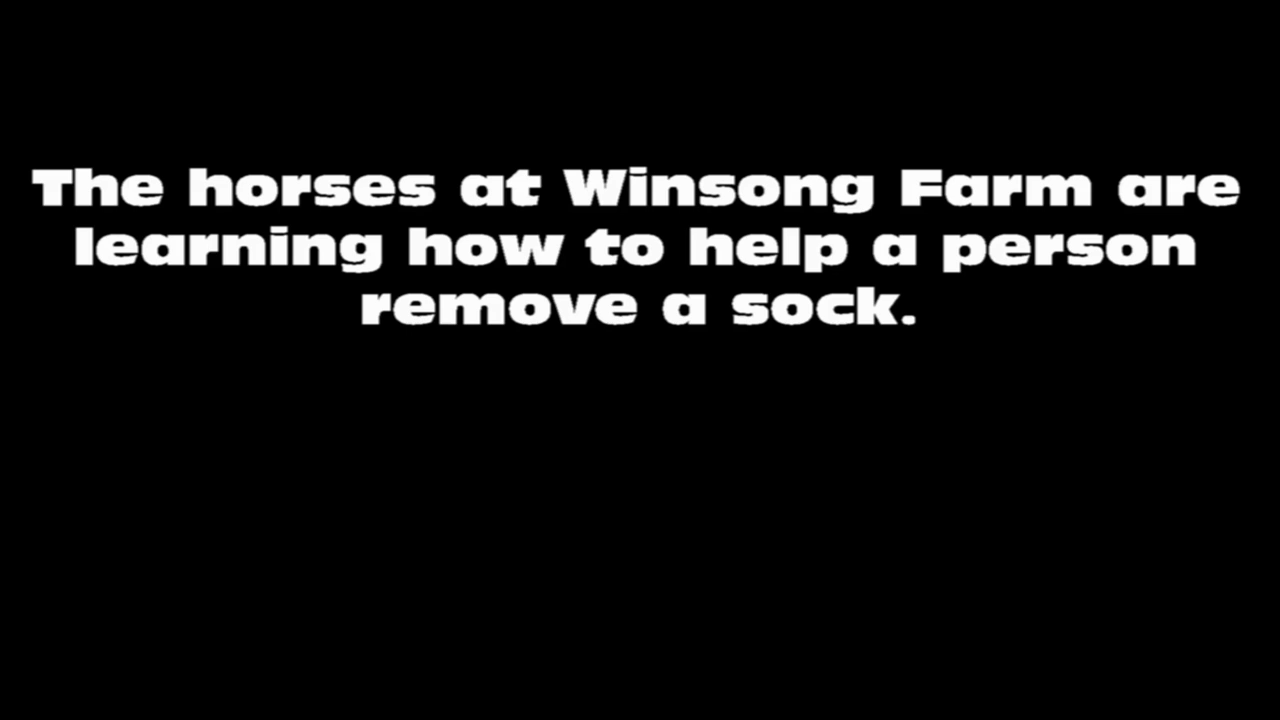 The horses at Winsong Farm are
learning how to help a person
remove a sock.